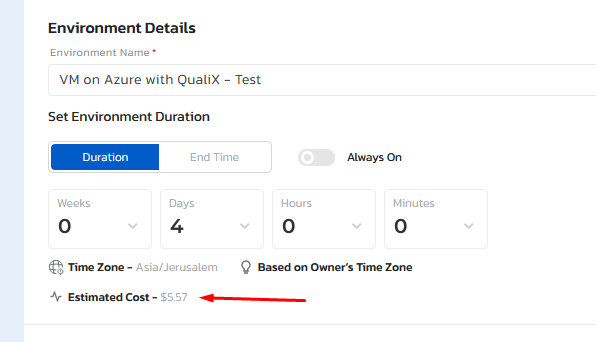 Environment Details
Environment Name *
VM on Azure with QualiX - Test
Set Environment Duration
Duration End Time Always On
Weeks Days Hours Minutes
0 4 0 0
Time Zone - Asia/Jerusalem Based on Owner's Time Zone
Estimated Cost - $5.57